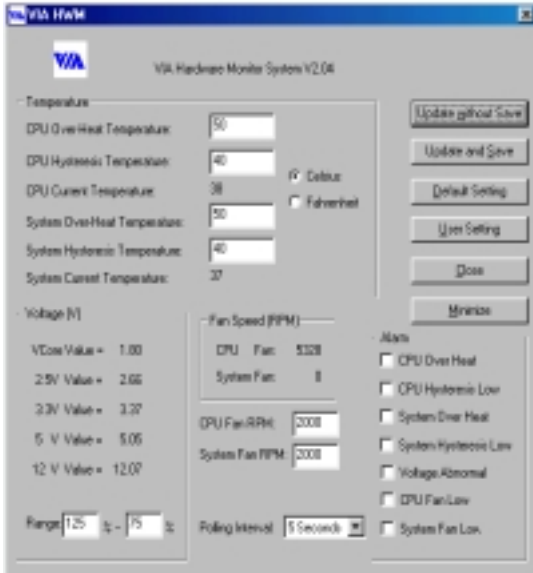 VIA HWM
VIA
VIA Hardware Monitor System V2.04
Temperature
CPU Over-Heat Temperature: 50
CPU Hysteresis Temperature: 40
CPU Current Temperature: 38
System Over-Heat Temperature: 50
System Hysteresis Temperature: 40
System Current Temperature: 37
Celsius
Fahrenheit
Update without Save
Update and Save
Default Setting
User Setting
Close
Minimize
Voltage (V)
VCore Value = 1.80
2.5V Value = 2.66
3.3V Value = 3.37
5 V Value = 5.05
12 V Value = 12.07
Range: 125 % ~ 75 %
Fan Speed (RPM)
CPU Fan: 5328
System Fan: 0
CPU Fan RPM: 2000
System Fan RPM: 2000
Polling Interval: 5 Seconds
Alarm
CPU Over Heat
CPU Hysteresis Low
System Over Heat
System Hysteresis Low
Voltage Abnormal
CPU Fan Low
System Fan Low.